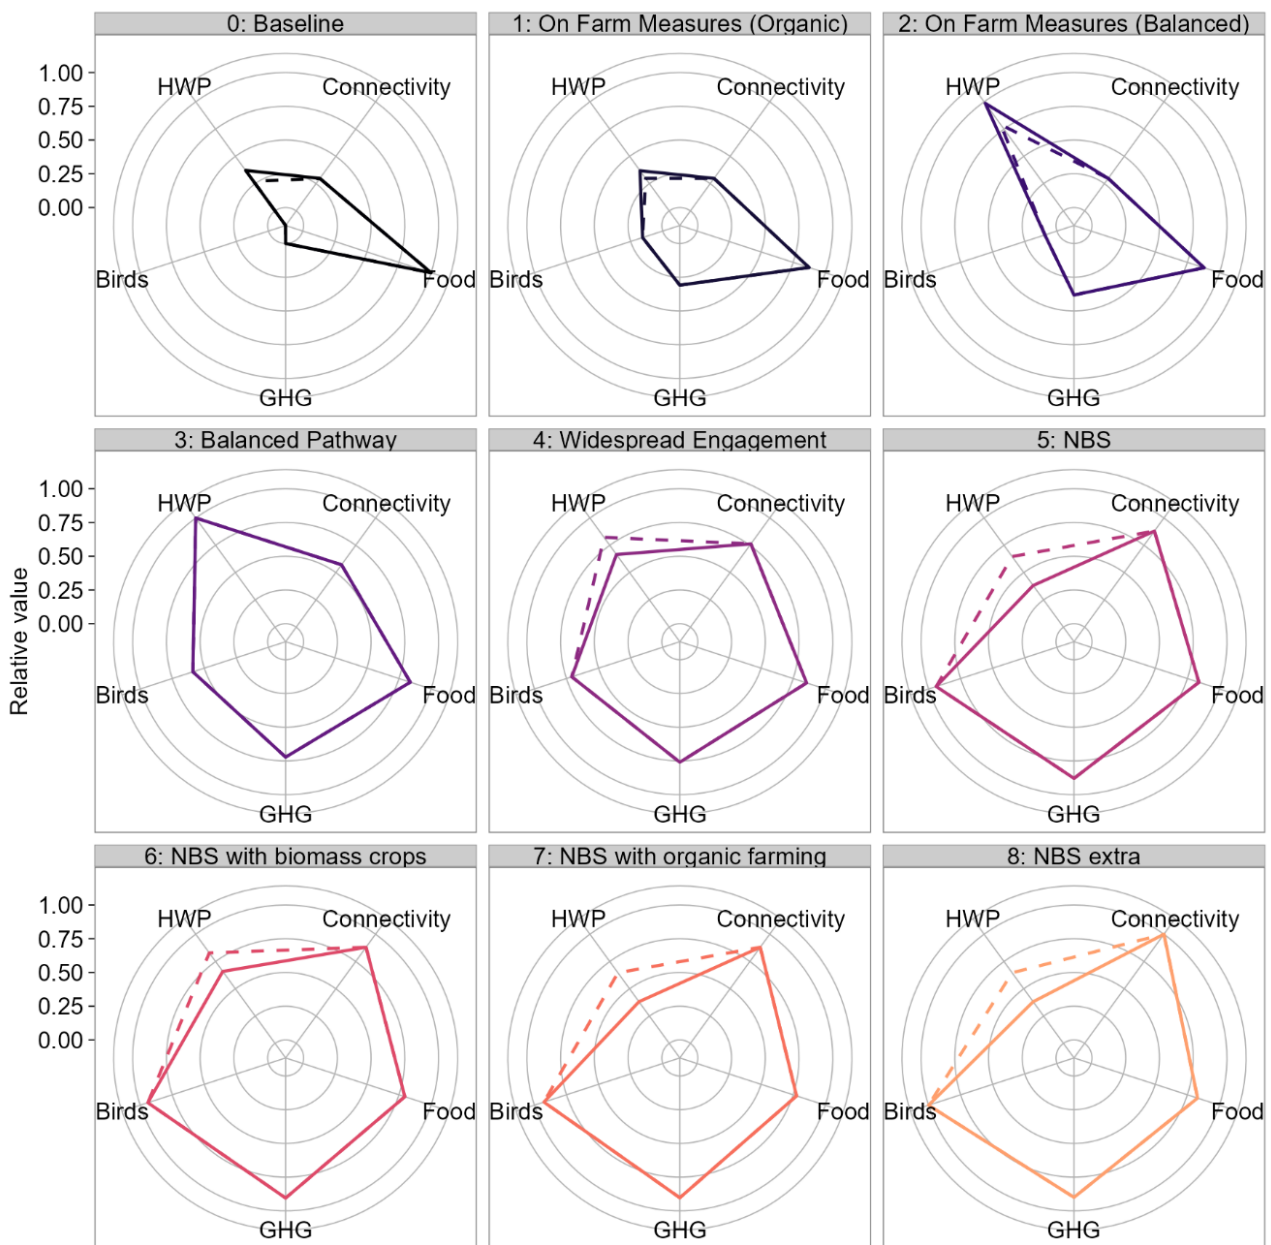 0: Baseline
1: On Farm Measures (Organic)
2: On Farm Measures (Balanced)
1.00
0.75
0.50
0.25
0.00
HWP
Connectivity
Birds
Food
GHG
HWP
Connectivity
Birds
Food
GHG
HWP
Connectivity
Birds
Food
GHG
Relative value
3: Balanced Pathway
4: Widespread Engagement
5: NBS
1.00
0.75
0.50
0.25
0.00
HWP
Connectivity
Birds
Food
GHG
HWP
Connectivity
Birds
Food
GHG
HWP
Connectivity
Birds
Food
GHG
6: NBS with biomass crops
7: NBS with organic farming
8: NBS extra
1.00
0.75
0.50
0.25
0.00
HWP
Connectivity
Birds
Food
GHG
HWP
Connectivity
Birds
Food
GHG
HWP
Connectivity
Birds
Food
GHG